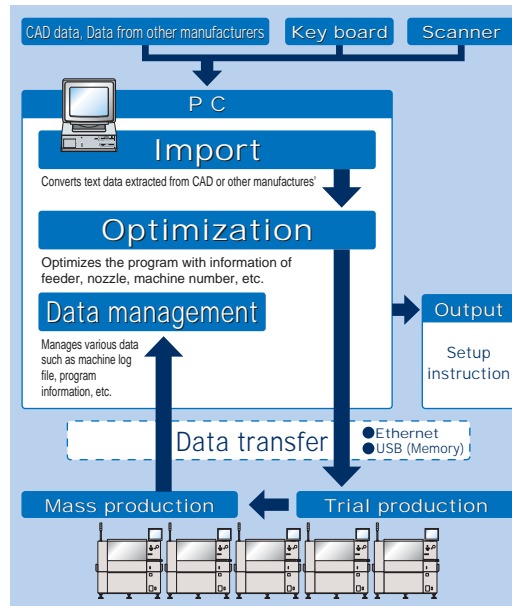 CAD data, Data from other manufacturers
Key board
Scanner
PC
Import
Converts text data extracted from CAD or other manufactures'
Optimization
Optimizes the program with information of
feeder, nozzle, machine number, etc.
Data management
Manages various data
such as machine log
file, program
information, etc.
Output
Setup
instruction
Data transfer
●Ethernet
●USB (Memory)
Mass production
Trial production